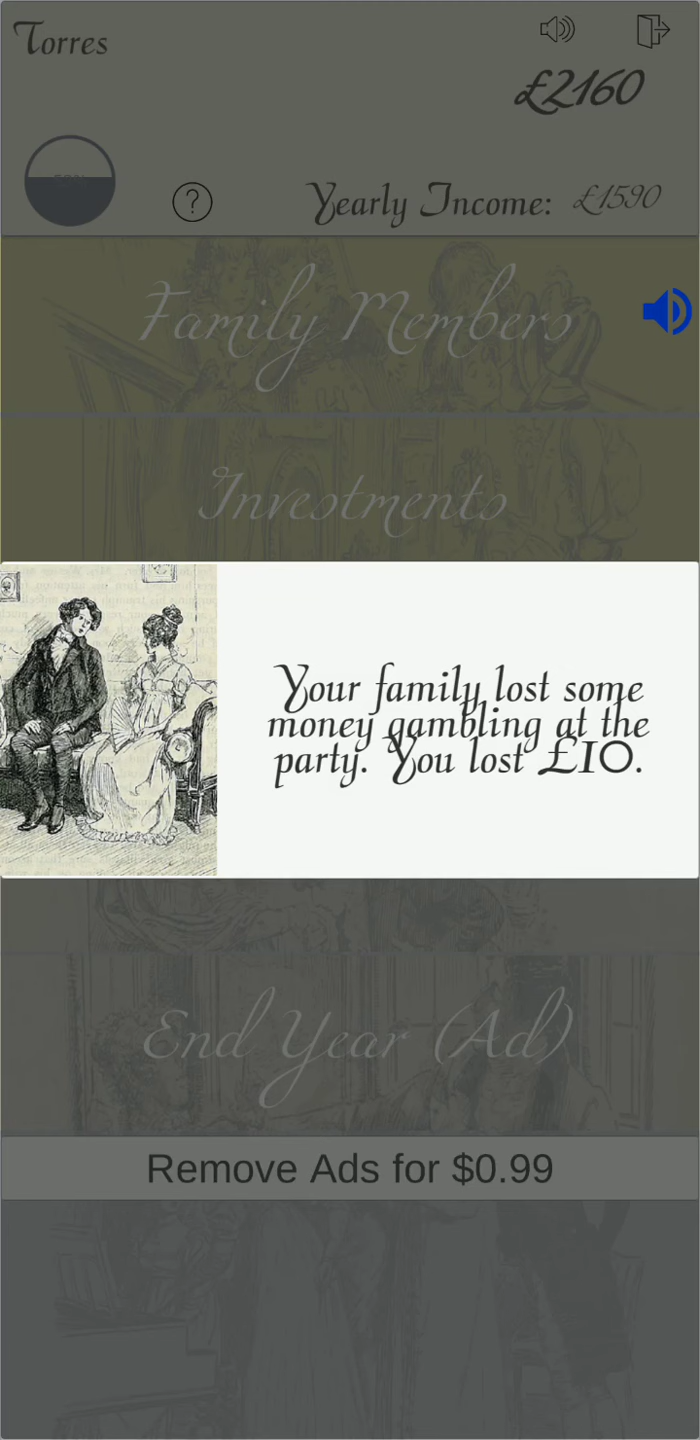 Torres
£2160
?
Yearly Income: £1590
Family Members
Investments
Your family lost some
money gambling at the
party. You lost £10.
End Year (Ad)
Remove Ads for $0.99